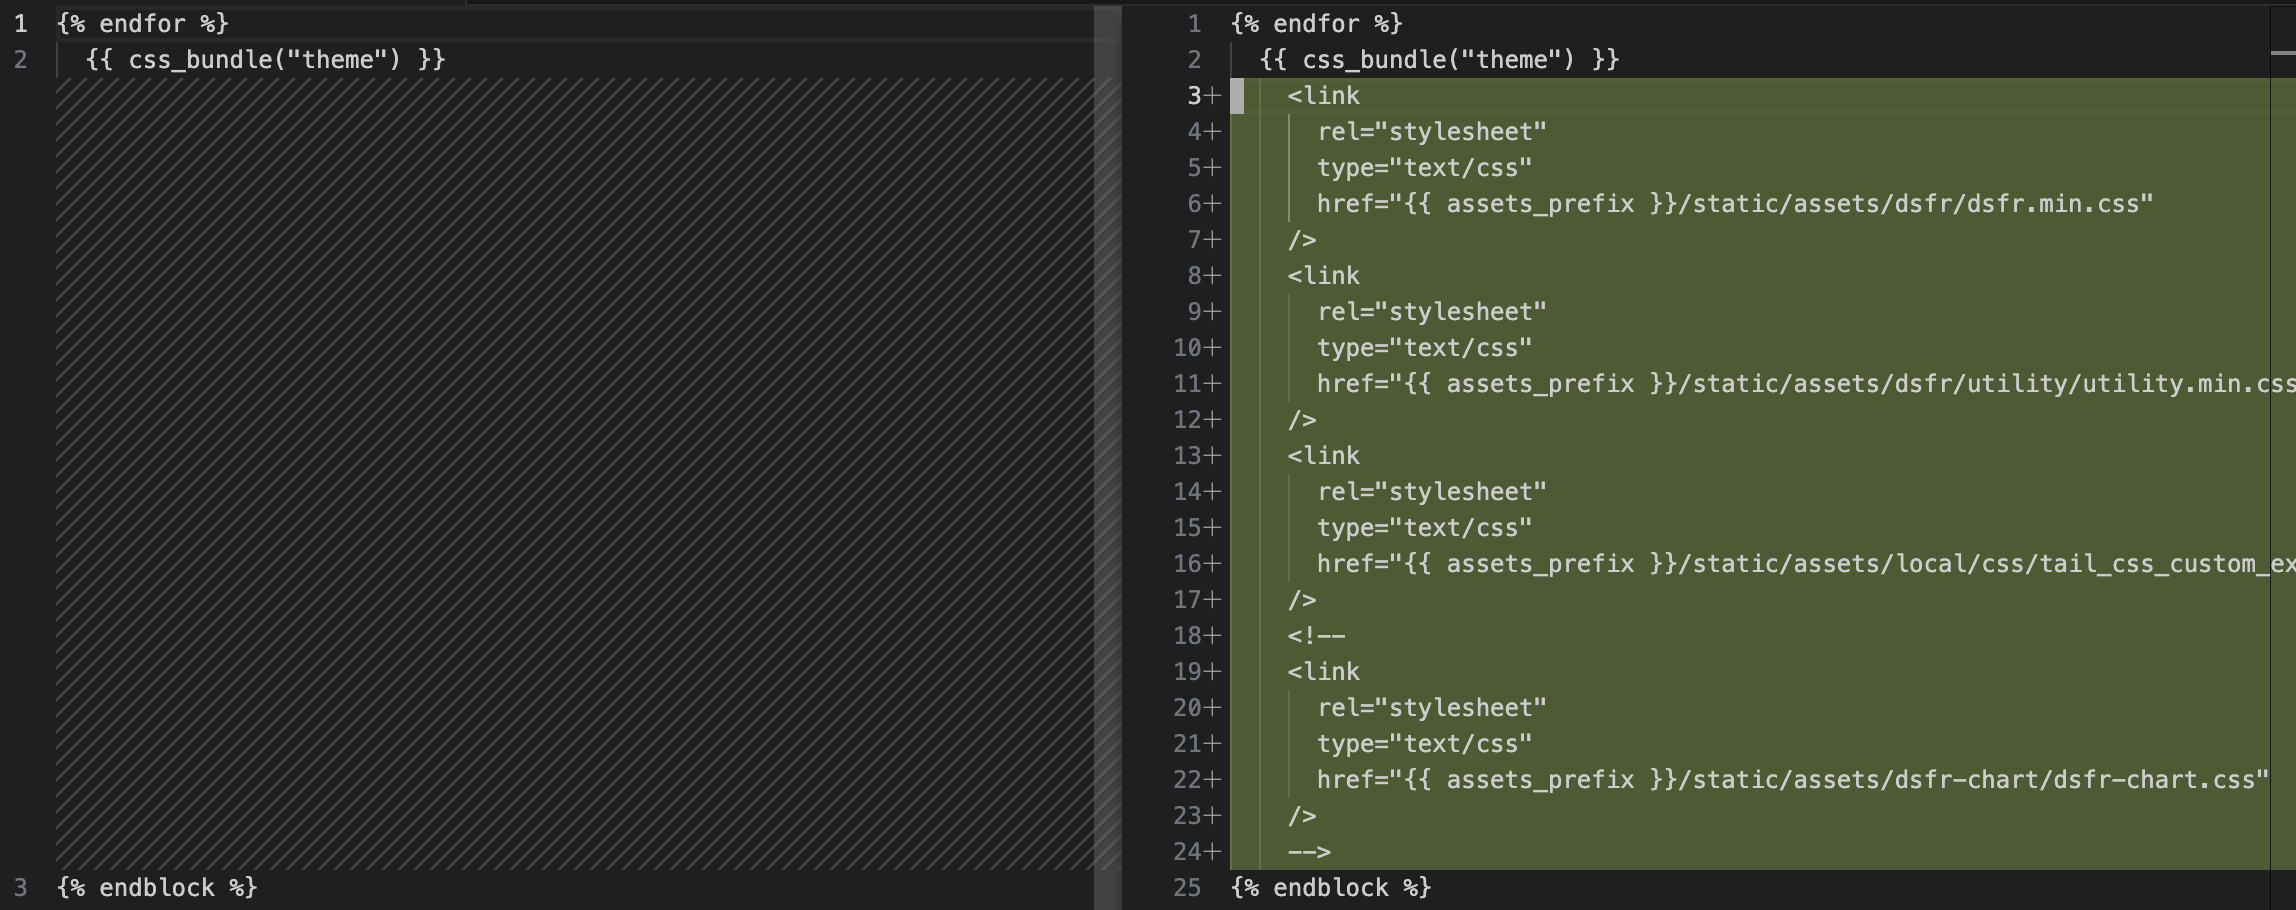 1 {% endfor %}
2 {{ css_bundle("theme") }}
3 {% endblock %}
1 {% endfor %}
2 {{ css_bundle("theme") }}
3+ <link
4+ rel="stylesheet"
5+ type="text/css"
6+ href="{{ assets_prefix }}/static/assets/dsfr/dsfr.min.css"
7+ />
8+ <link
9+ rel="stylesheet"
10+ type="text/css"
11+ href="{{ assets_prefix }}/static/assets/dsfr/utility/utility.min.css
12+ />
13+ <link
14+ rel="stylesheet"
15+ type="text/css"
16+ href="{{ assets_prefix }}/static/assets/local/css/tail_css_custom_ex
17+ />
18+ <!--
19+ <link
20+ rel="stylesheet"
21+ type="text/css"
22+ href="{{ assets_prefix }}/static/assets/dsfr-chart/dsfr-chart.css"
23+ />
24+ -->
25 {% endblock %}